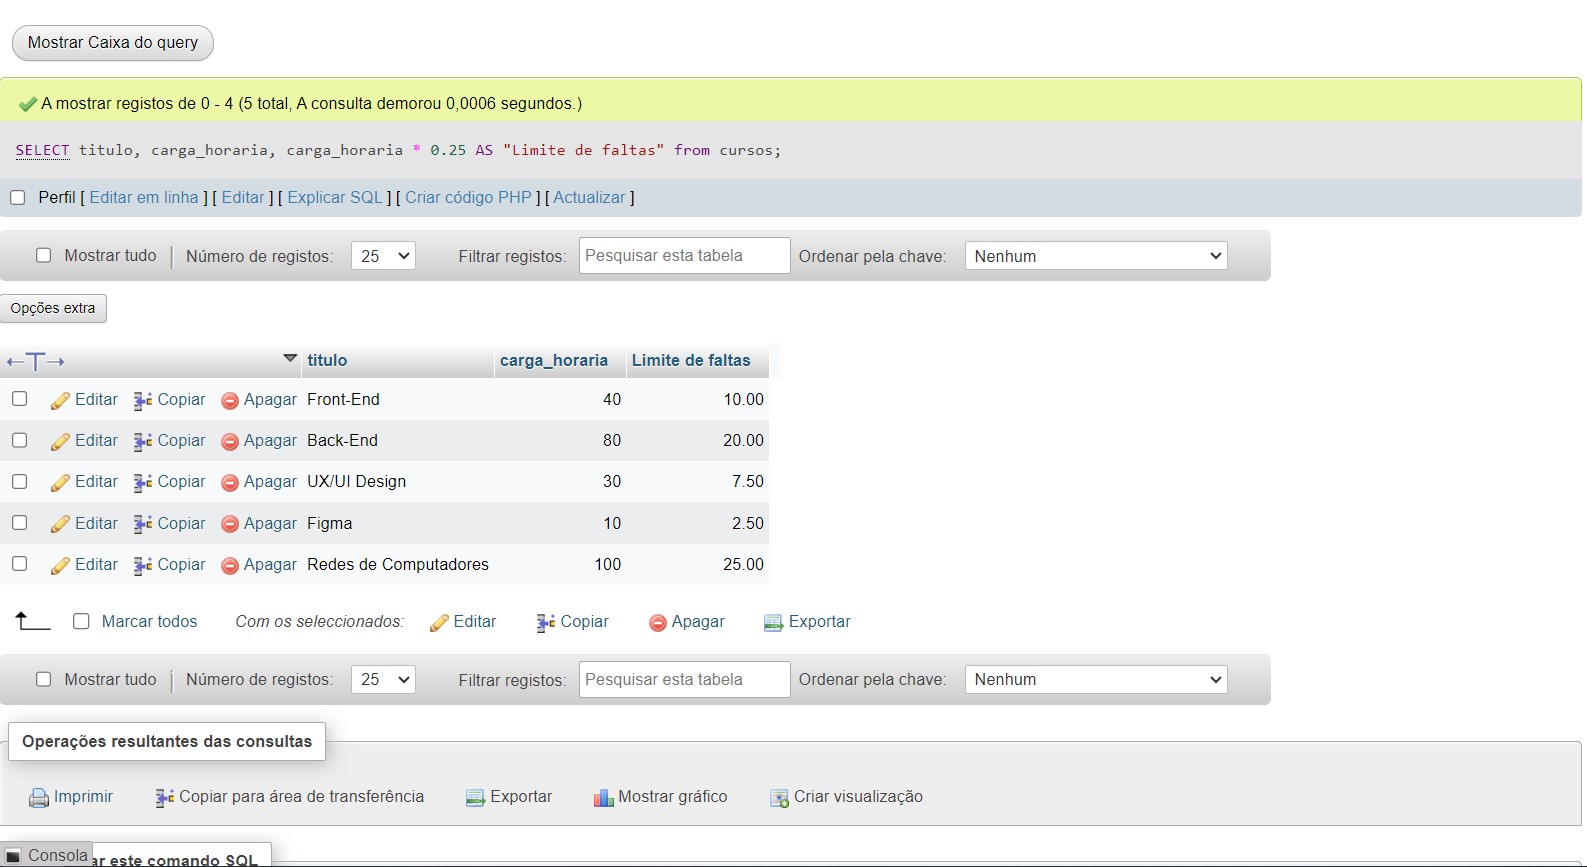 Mostrar Caixa do query
A mostrar registos de 0 - 4 (5 total, A consulta demorou 0,0006 segundos.)
SELECT titulo, carga_horaria, carga_horaria * 0.25 AS "Limite de faltas" from cursos;
Perfil [ Editar em linha ] [ Editar ] [ Explicar SQL ] [ Criar código PHP ] [ Actualizar ]
Mostrar tudo | Número de registos: 25 Filtrar registos: Pesquisar esta tabela Ordenar pela chave: Nenhum
Opções extra
←T→ titulo carga_horaria Limite de faltas
Editar Copiar Apagar Front-End 40 10.00
Editar Copiar Apagar Back-End 80 20.00
Editar Copiar Apagar UX/UI Design 30 7.50
Editar Copiar Apagar Figma 10 2.50
Editar Copiar Apagar Redes de Computadores 100 25.00
Marcar todos Com os seleccionados: Editar Copiar Apagar Exportar
Mostrar tudo | Número de registos: 25 Filtrar registos: Pesquisar esta tabela Ordenar pela chave: Nenhum
Operações resultantes das consultas
Imprimir Copiar para área de transferência Exportar Mostrar gráfico Criar visualização
Consola ar este comando SQL